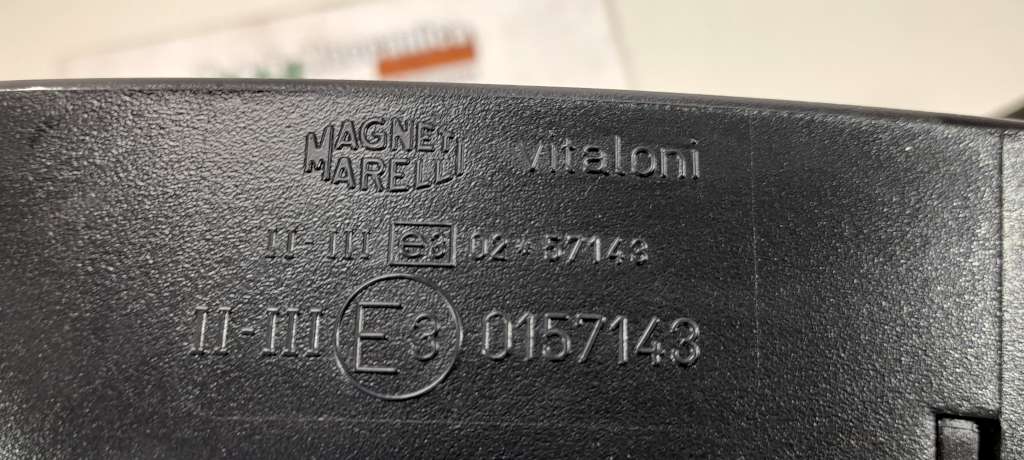 MAGNETI
MARELLI
vitaloni
II-III e3 02*57143
II-III E3 0157143